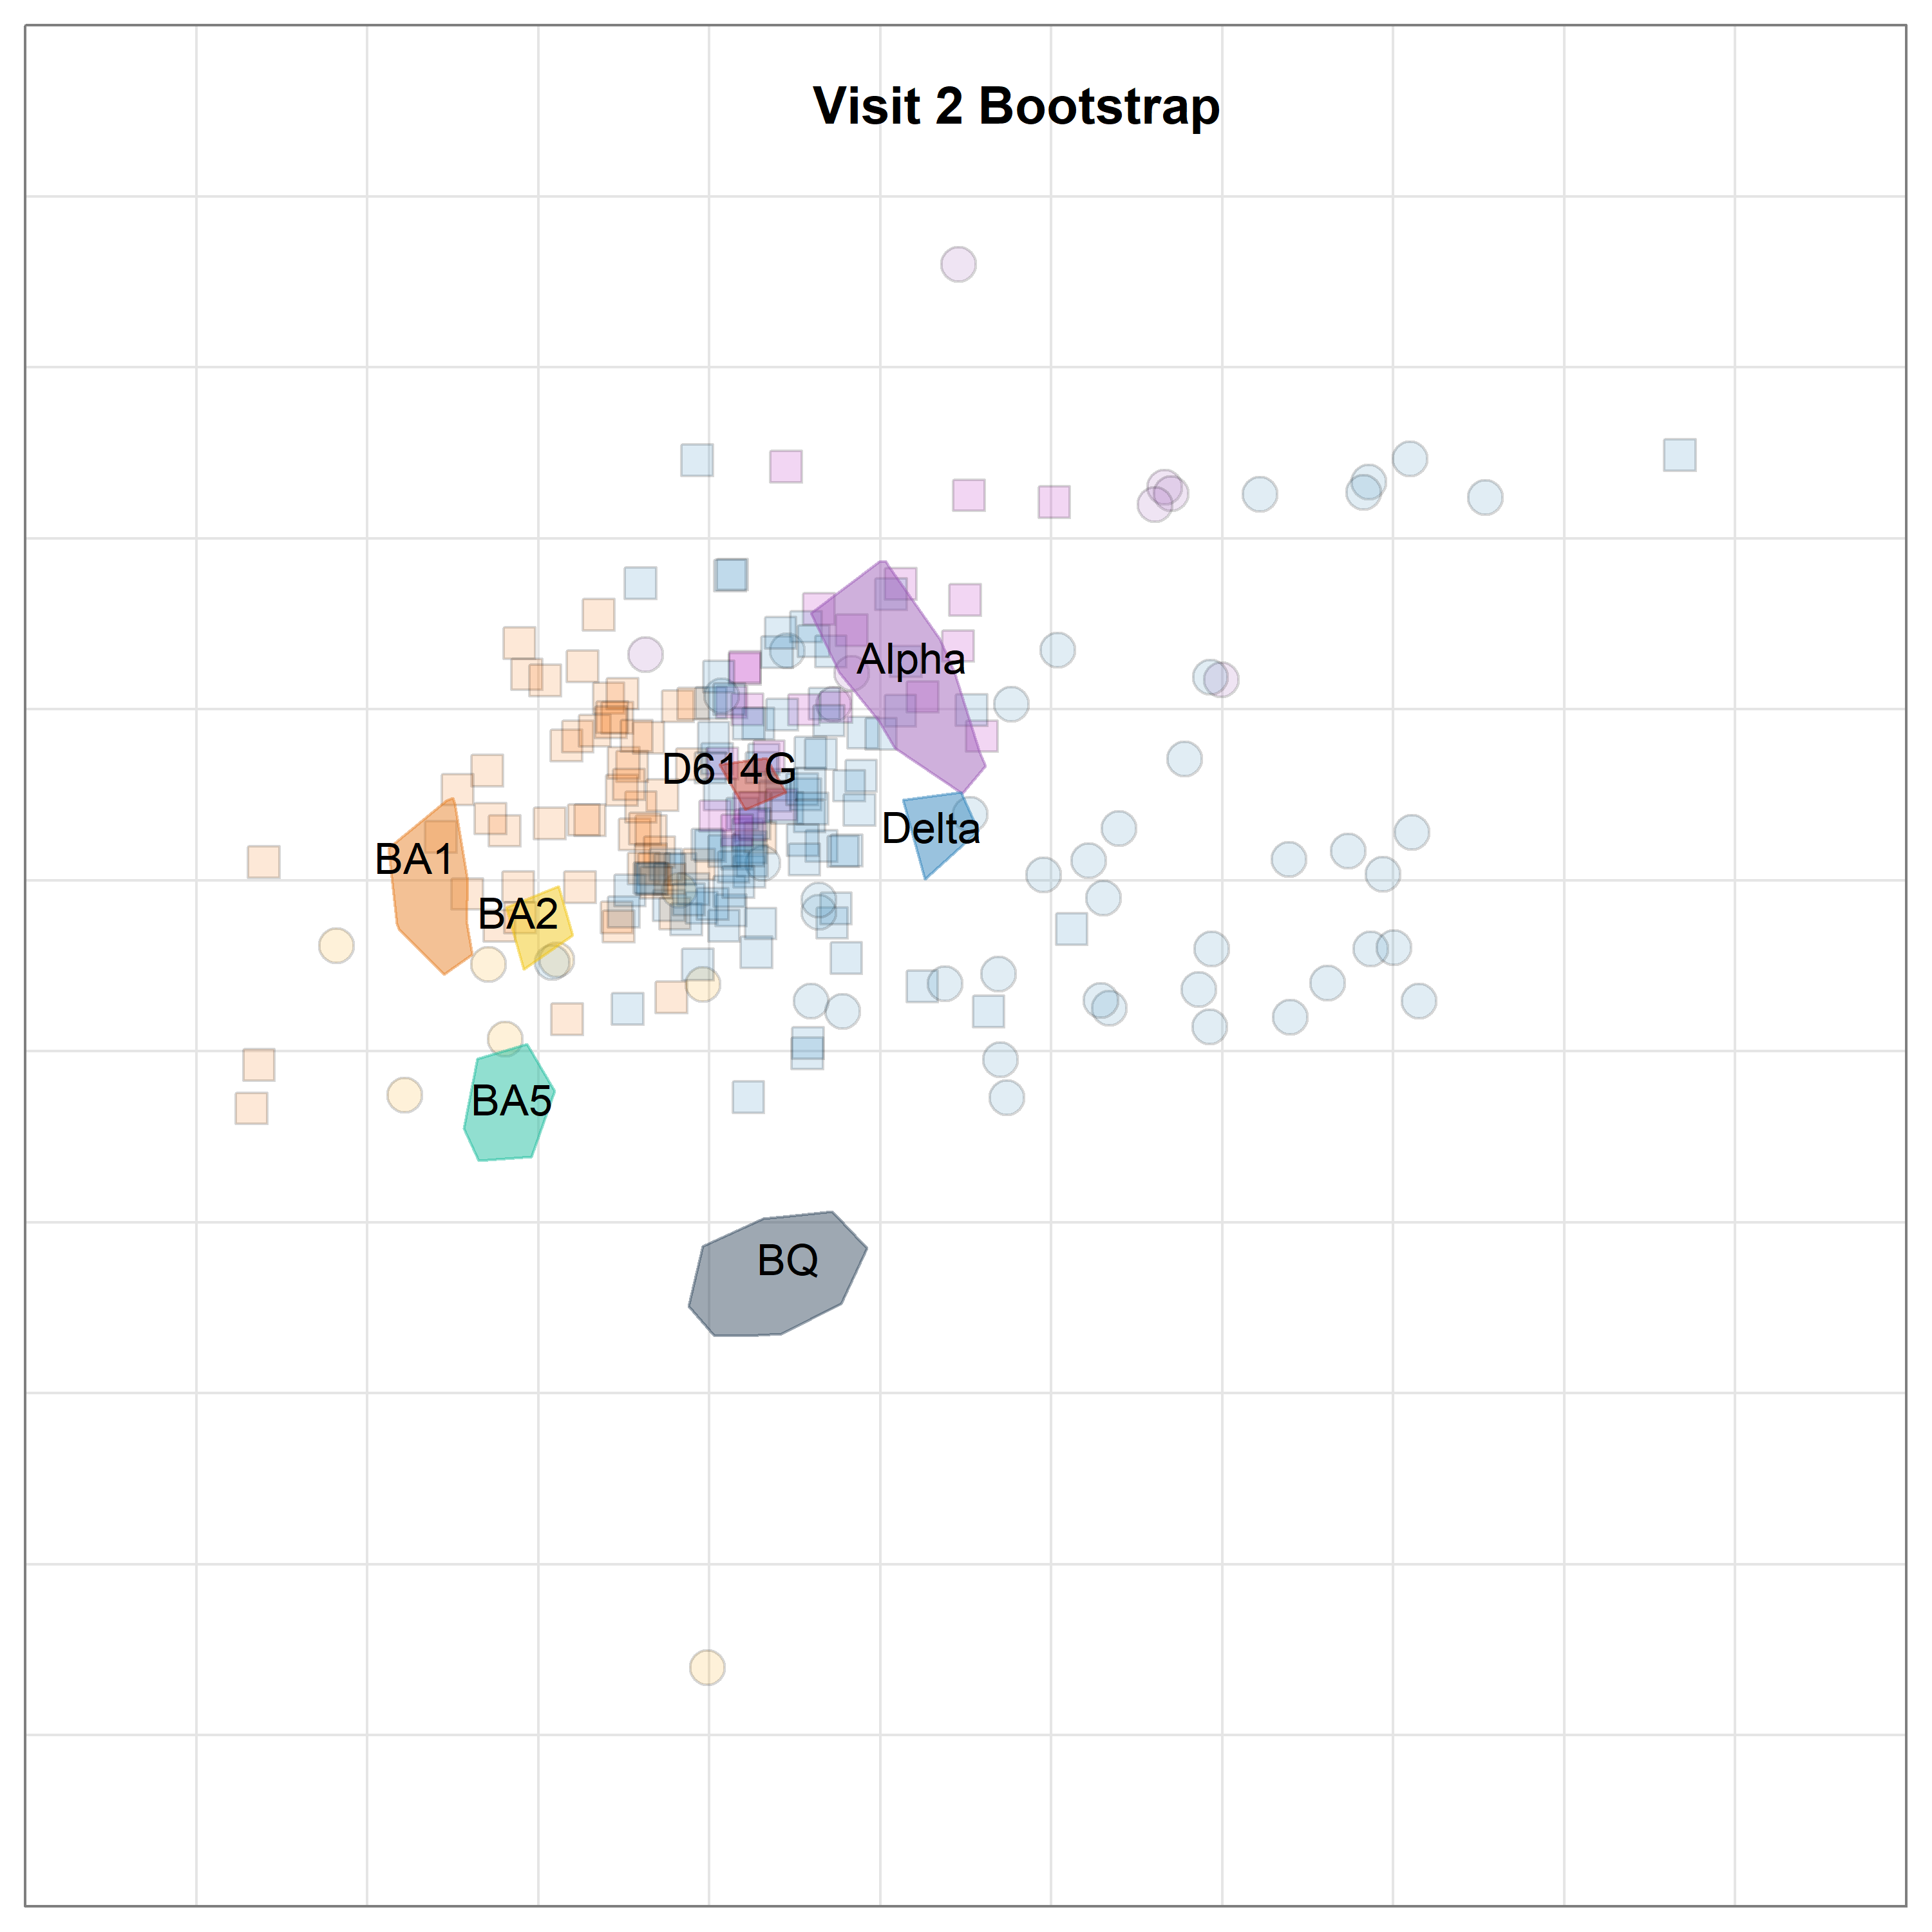 Visit 2 Bootstrap
Alpha
D614G
Delta
BA1
BA2
BA5
BQ